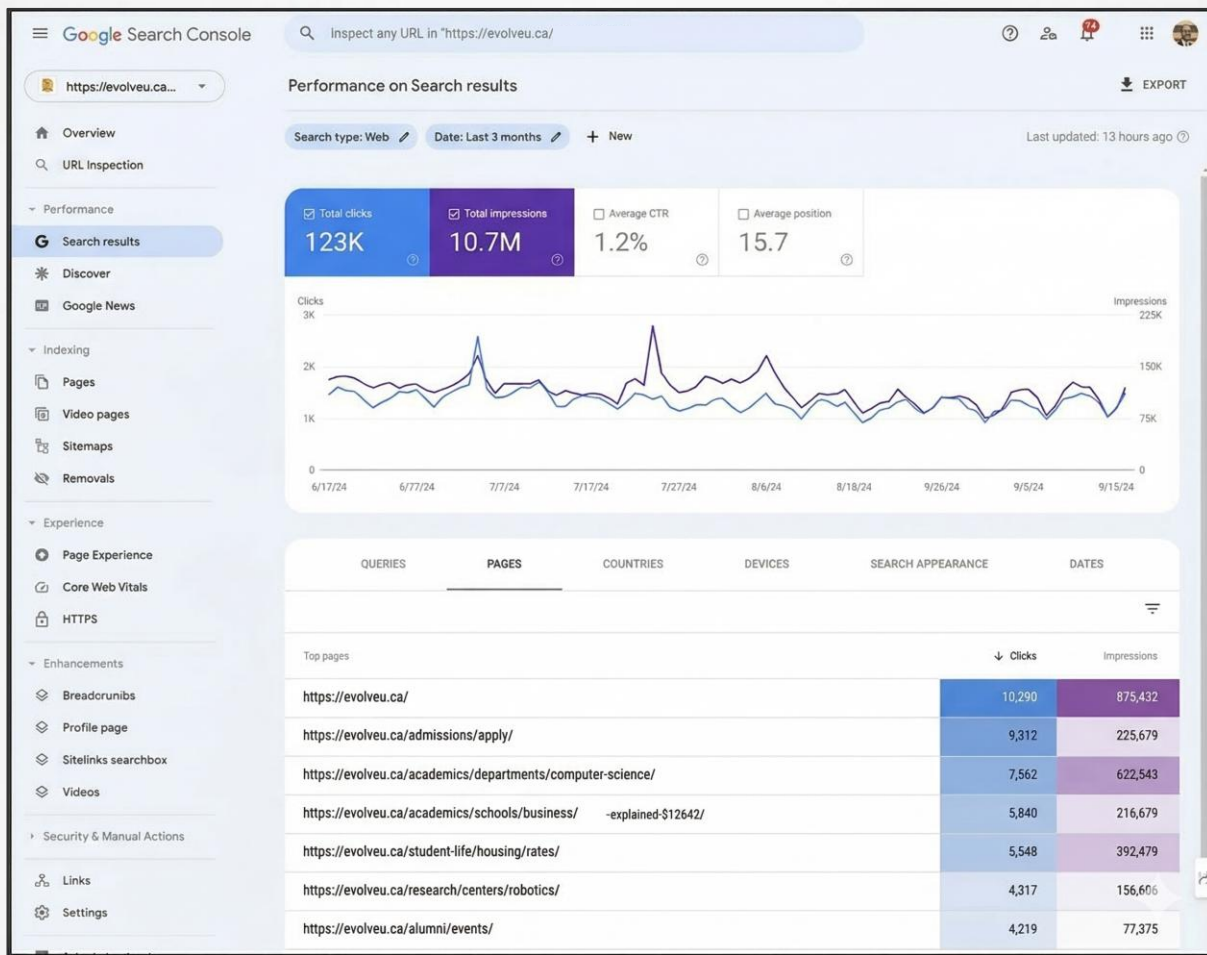 Google Search Console
Inspect any URL in "https://evolveu.ca/
74
https://evolveu.ca...
Performance on Search results
EXPORT
Overview
URL Inspection
Performance
Search results
Discover
Google News
Indexing
Pages
Video pages
Sitemaps
Removals
Experience
Page Experience
Core Web Vitals
HTTPS
Enhancements
Breadcrunibs
Profile page
Sitelinks searchbox
Videos
Security & Manual Actions
Links
Settings
Search type: Web
Date: Last 3 months
+ New
Last updated: 13 hours ago
Total clicks
123K
Total impressions
10.7M
Average CTR
1.2%
Average position
15.7
Clicks
Impressions
3K
225K
2K
150K
1K
75K
0
0
6/17/24 6/77/24 7/7/24 7/17/24 7/27/24 8/6/24 8/18/24 9/26/24 9/5/24 9/15/24
QUERIES PAGES COUNTRIES DEVICES SEARCH APPEARANCE DATES
Top pages Clicks Impressions
https://evolveu.ca/ 10,290 875,432
https://evolveu.ca/admissions/apply/ 9,312 225,679
https://evolveu.ca/academics/departments/computer-science/ 7,562 622,543
https://evolveu.ca/academics/schools/business/ -explained-$12642/ 5,840 216,679
https://evolveu.ca/student-life/housing/rates/ 5,548 392,479
https://evolveu.ca/research/centers/robotics/ 4,317 156,606
https://evolveu.ca/alumni/events/ 4,219 77,375